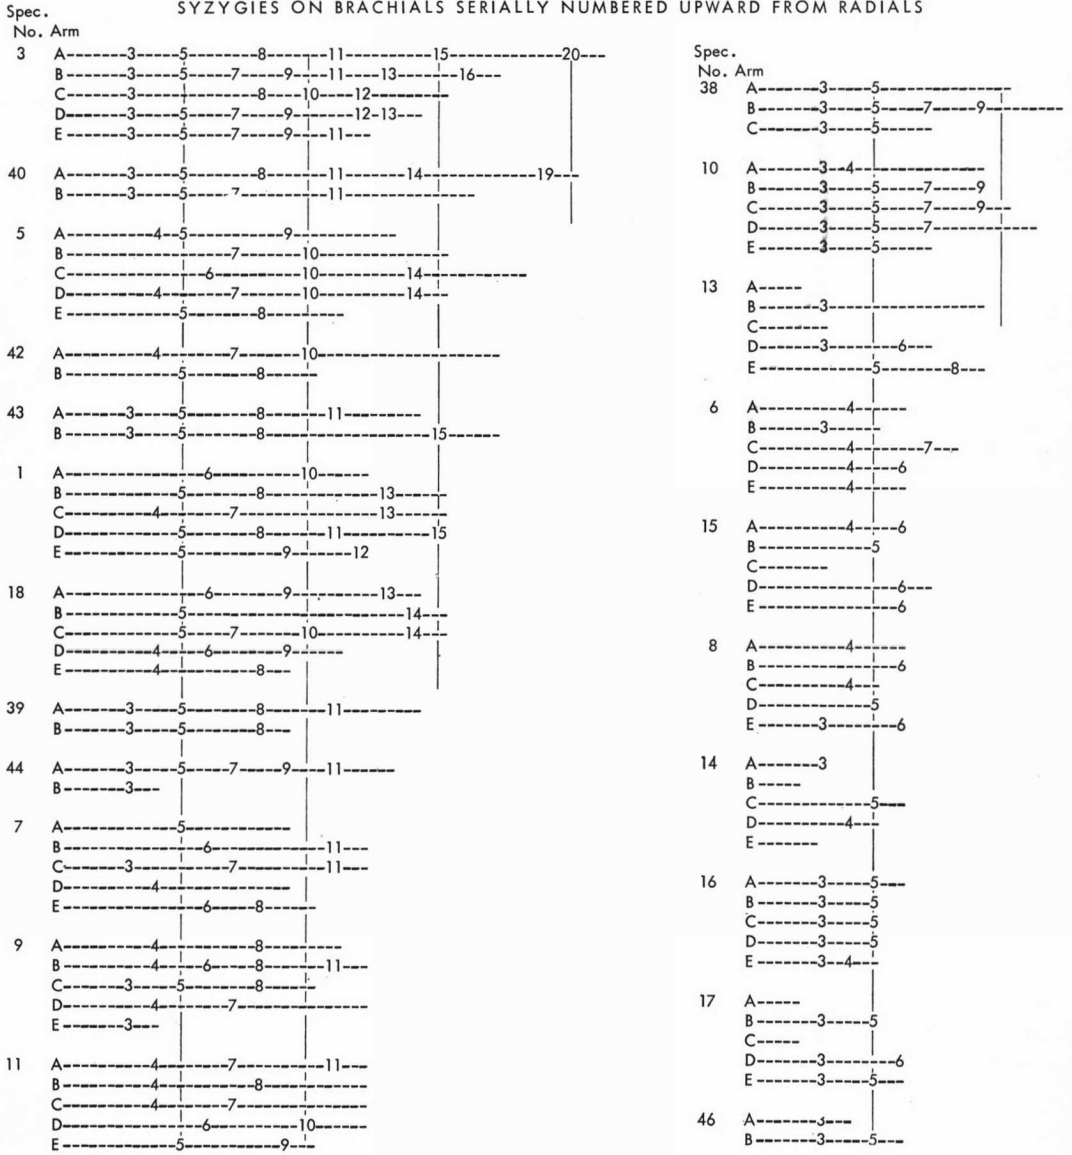 SYZYGIES ON BRACHIALS SERIALLY NUMBERED UPWARD FROM RADIALS
Spec.
No. Arm
3 A-------3-----5--------8-------11----------15------------20---
B-------3-----5-----7-----9----11-----13-------16---
C-------3--------------8-----10-----12---------
D-------3-----5-----7-----9-------12-13---
E-------3-----5-----7-----9----11---
40 A-------3-----5--------8-------11-------14------------19---
B-------3-----5-----7----------11---------------
5 A----------4--5-----------9------------
B-------------------7-------10---------------
C----------------6----------10----------14------------
D----------4--------7-------10----------14---
E-------------5--------8---------
42 A----------4--------7-------10---------------------
B-------------5--------8------
43 A-------3-----5--------8-------11---------
B-------3-----5--------8-------------------15------
1 A----------------6----------10------
B-------------5--------8-------------13------
C----------4--------7----------------13------
D-------------5--------8-------11----------15
E-------------5-----------9-------12
18 A----------------6--------9----------13---
B-------------5-------------------------14---
C-------------5-----7-------10----------14---
D----------4-----6--------9------
E----------4-----------8---
39 A-------3-----5--------8-------11---------
B-------3-----5--------8---
44 A-------3-----5-----7-----9----11------
B-------3---
7 A-------------5------------
B----------------6-------------11---
C-------3-----------7----------11---
D----------4---------------
E----------------6-----8------
9 A----------4-----------8---------
B----------4-----6-----8-------11---
C-------3-----5--------8------
D----------4--------7---------------
E-------3---
11 A----------4--------7----------11---
B----------4-----------8------------
C----------4--------7---------------
D----------------6----------10------
E-------------5-----------9---
Spec.
No. Arm
38 A-------3-----5---------------
B-------3-----5-----7-----9---------
C-------3-----5------
10 A-------3--4---------------
B-------3-----5-----7-----9
C-------3-----5-----7-----9---
D-------3-----5-----7------------
E-------3-----5------
13 A-----
B-------3------------------
C--------
D-------3--------6---
E-------------5--------8---
6 A----------4------
B-------3------
C----------4--------7---
D----------4-----6
E----------4------
15 A----------4-----6
B-------------5
C--------
D----------------6---
E----------------6
8 A----------4------
B----------------6
C----------4---
D-------------5
E-------3--------6
14 A-------3
B-----
C-------------5---
D----------4---
E-------
16 A-------3-----5---
B-------3-----5
C-------3-----5
D-------3-----5
E-------3--4---
17 A-----
B-------3-----5
C-----
D-------3--------6
E-------3-----5---
46 A-------3---
B-------3-----5---